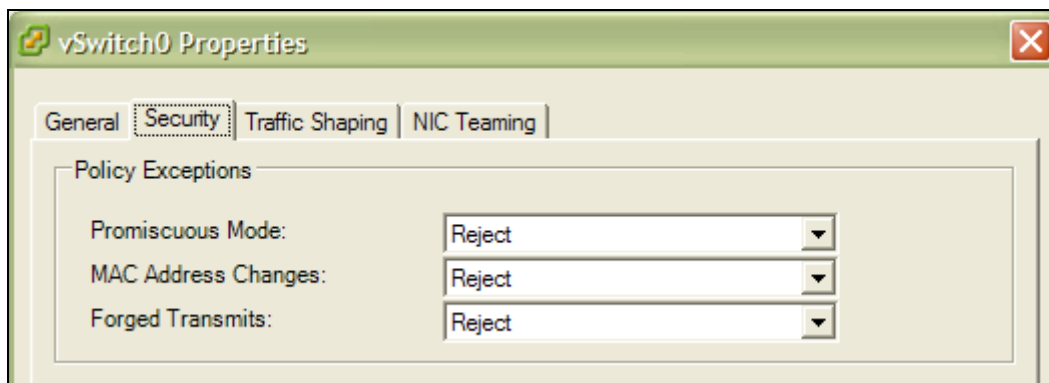 vSwitch0 Properties
General Security Traffic Shaping NIC Teaming
Policy Exceptions
Promiscuous Mode: Reject
MAC Address Changes: Reject
Forged Transmits: Reject